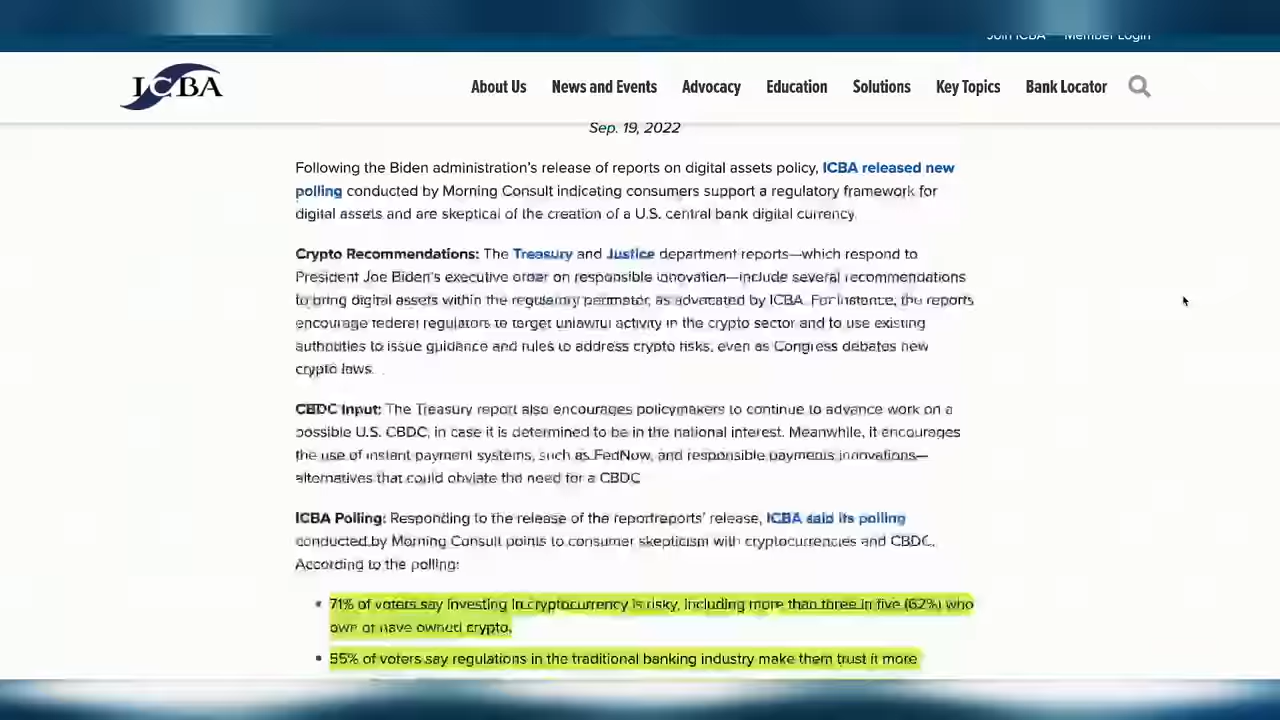 Join ICBA Member Login
ICBA
About Us News and Events Advocacy Education Solutions Key Topics Bank Locator
Sep. 19, 2022
Following the Biden administration's release of reports on digital assets policy, ICBA released new
polling conducted by Morning Consult indicating consumers support a regulatory framework for
digital assets and are skeptical of the creation of a U.S. central bank digital currency.
Crypto Recommendations: The Treasury and Justice department reports—which respond to
President Joe Biden's executive order on responsible innovation—include several recommendations
to bring digital assets within the regulatory perimeter, as advocated by ICBA. For instance, the reports
encourage federal regulators to target unlawful activity in the crypto sector and to use existing
authorities to issue guidance and rules to address crypto risks, even as Congress debates new
crypto laws.
CBDC Input: The Treasury report also encourages policymakers to continue to advance work on a
possible U.S. CBDC, in case it is determined to be in the national interest. Meanwhile, it encourages
the use of instant payment systems, such as FedNow, and responsible payments innovations—
alternatives that could obviate the need for a CBDC
ICBA Polling: Responding to the release of the reportreports' release, ICBA said its polling
conducted by Morning Consult points to consumer skepticism with cryptocurrencies and CBDC.
According to the polling:
• 71% of voters say investing in cryptocurrency is risky, including more than three in five (62%) who
own or have owned crypto.
• 55% of voters say regulations in the traditional banking industry make them trust it more